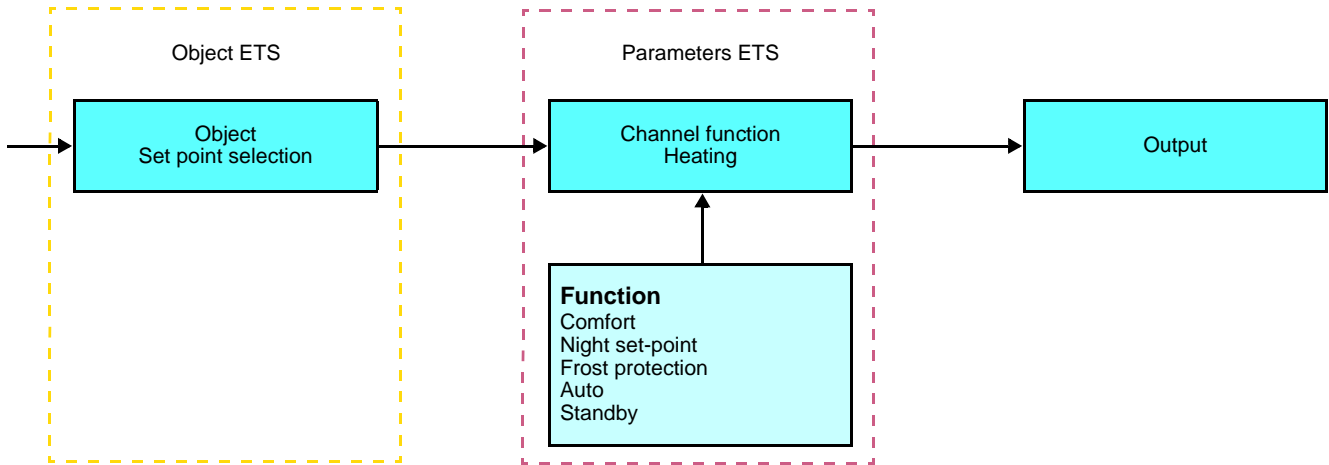 Object ETS
Parameters ETS
Object
Set point selection
Channel function
Heating
Output
Function
Comfort
Night set-point
Frost protection
Auto
Standby